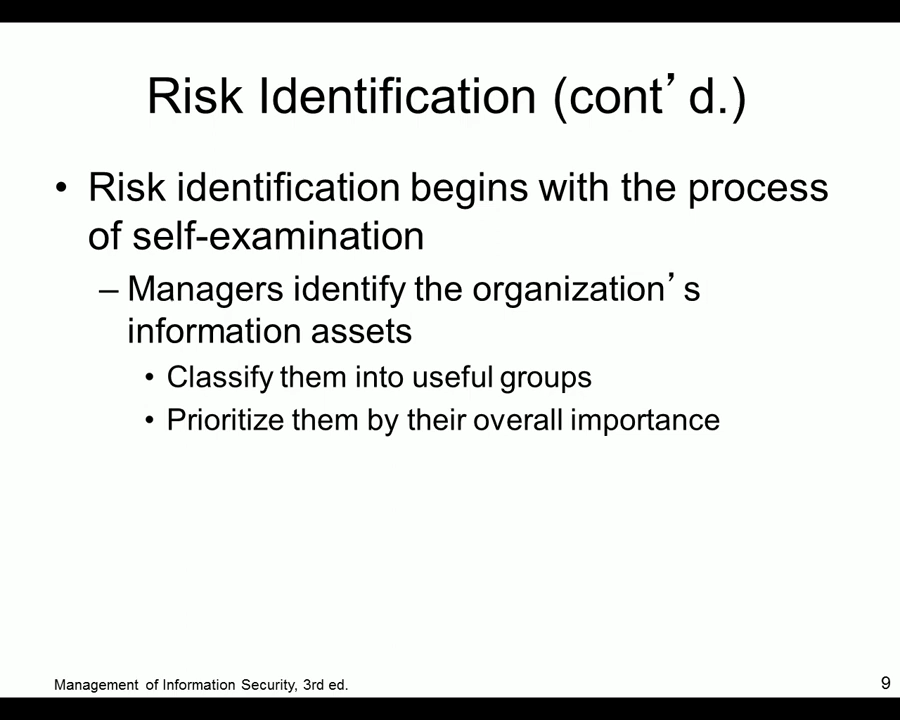 Risk Identification (cont’d.)
• Risk identification begins with the process
of self-examination
– Managers identify the organization’s
information assets
• Classify them into useful groups
• Prioritize them by their overall importance
Management of Information Security, 3rd ed.
9